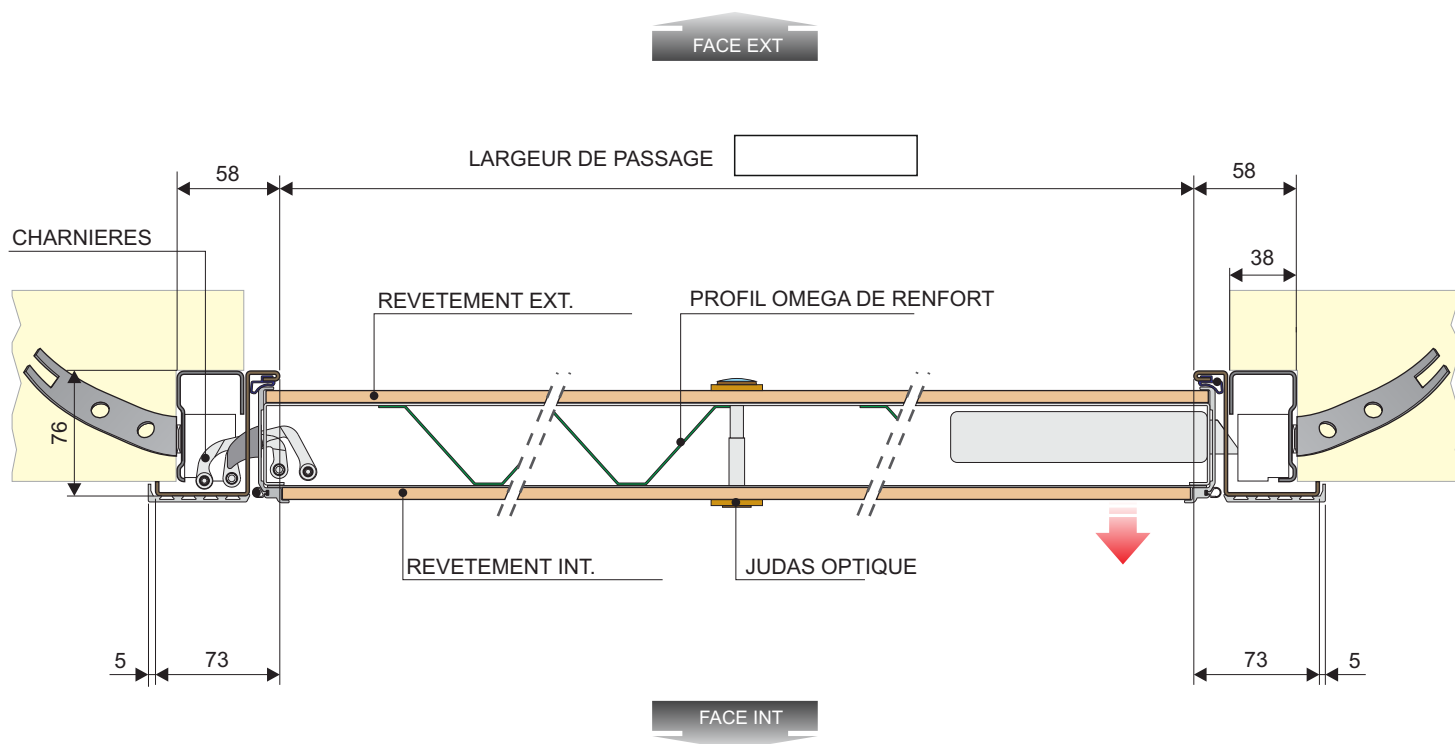 FACE EXT
LARGEUR DE PASSAGE
58
58
CHARNIERES
38
REVETEMENT EXT.
PROFIL OMEGA DE RENFORT
76
REVETEMENT INT.
JUDAS OPTIQUE
5
73
73
5
FACE INT